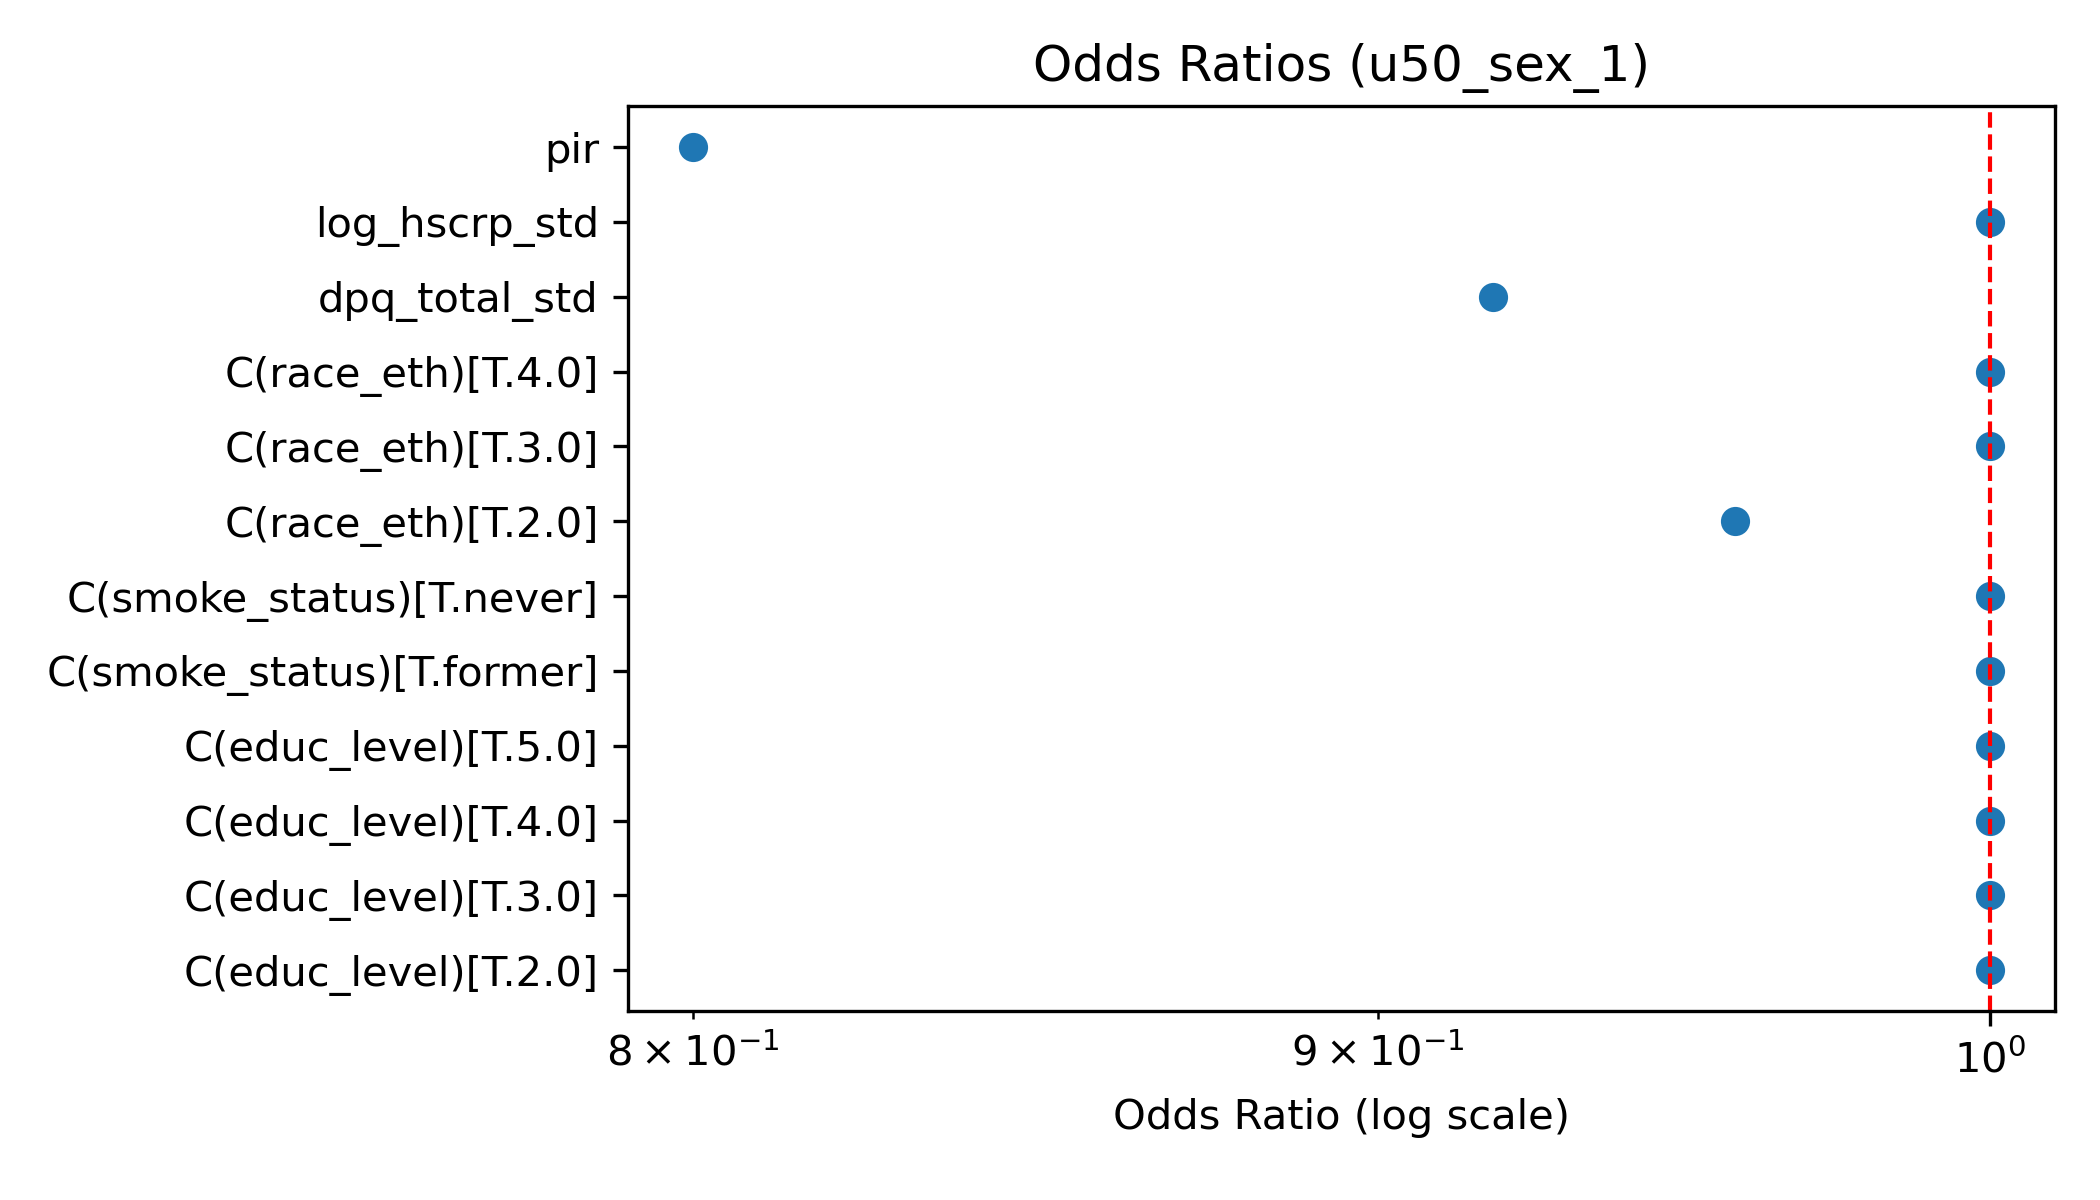 Odds Ratios (u50_sex_1)
pir
log_hscrp_std
dpq_total_std
C(race_eth)[T.4.0]
C(race_eth)[T.3.0]
C(race_eth)[T.2.0]
C(smoke_status)[T.never]
C(smoke_status)[T.former]
C(educ_level)[T.5.0]
C(educ_level)[T.4.0]
C(educ_level)[T.3.0]
C(educ_level)[T.2.0]
8 × 10⁻¹ 9 × 10⁻¹ 10⁰
Odds Ratio (log scale)